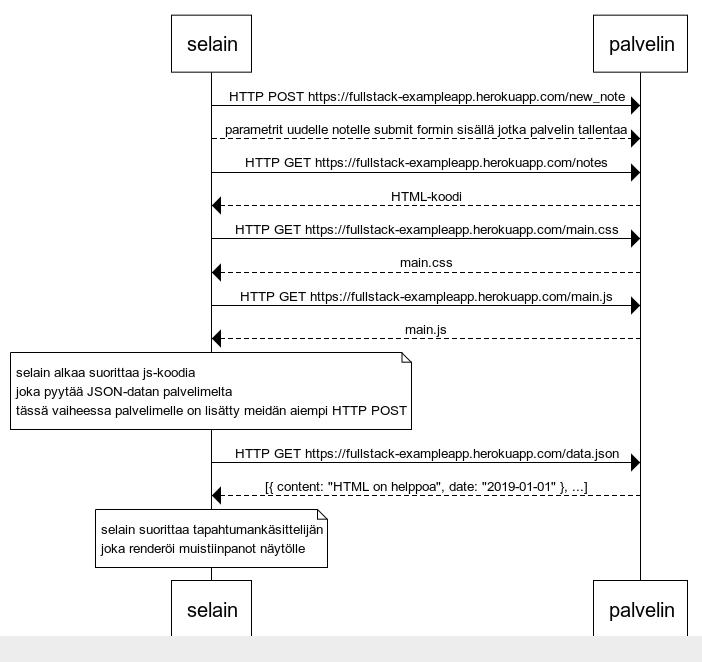 selain
palvelin
HTTP POST https://fullstack-exampleapp.herokuapp.com/new_note
parametrit uudelle notelle submit formin sisällä jotka palvelin tallentaa
HTTP GET https://fullstack-exampleapp.herokuapp.com/notes
HTML-koodi
HTTP GET https://fullstack-exampleapp.herokuapp.com/main.css
main.css
HTTP GET https://fullstack-exampleapp.herokuapp.com/main.js
main.js
selain alkaa suorittaa js-koodia
joka pyytää JSON-datan palvelimelta
tässä vaiheessa palvelimelle on lisätty meidän aiempi HTTP POST
HTTP GET https://fullstack-exampleapp.herokuapp.com/data.json
[{ content: "HTML on helppoa", date: "2019-01-01" }, ...]
selain suorittaa tapahtumankäsittelijän
joka renderöi muistiinpanot näytölle
selain
palvelin